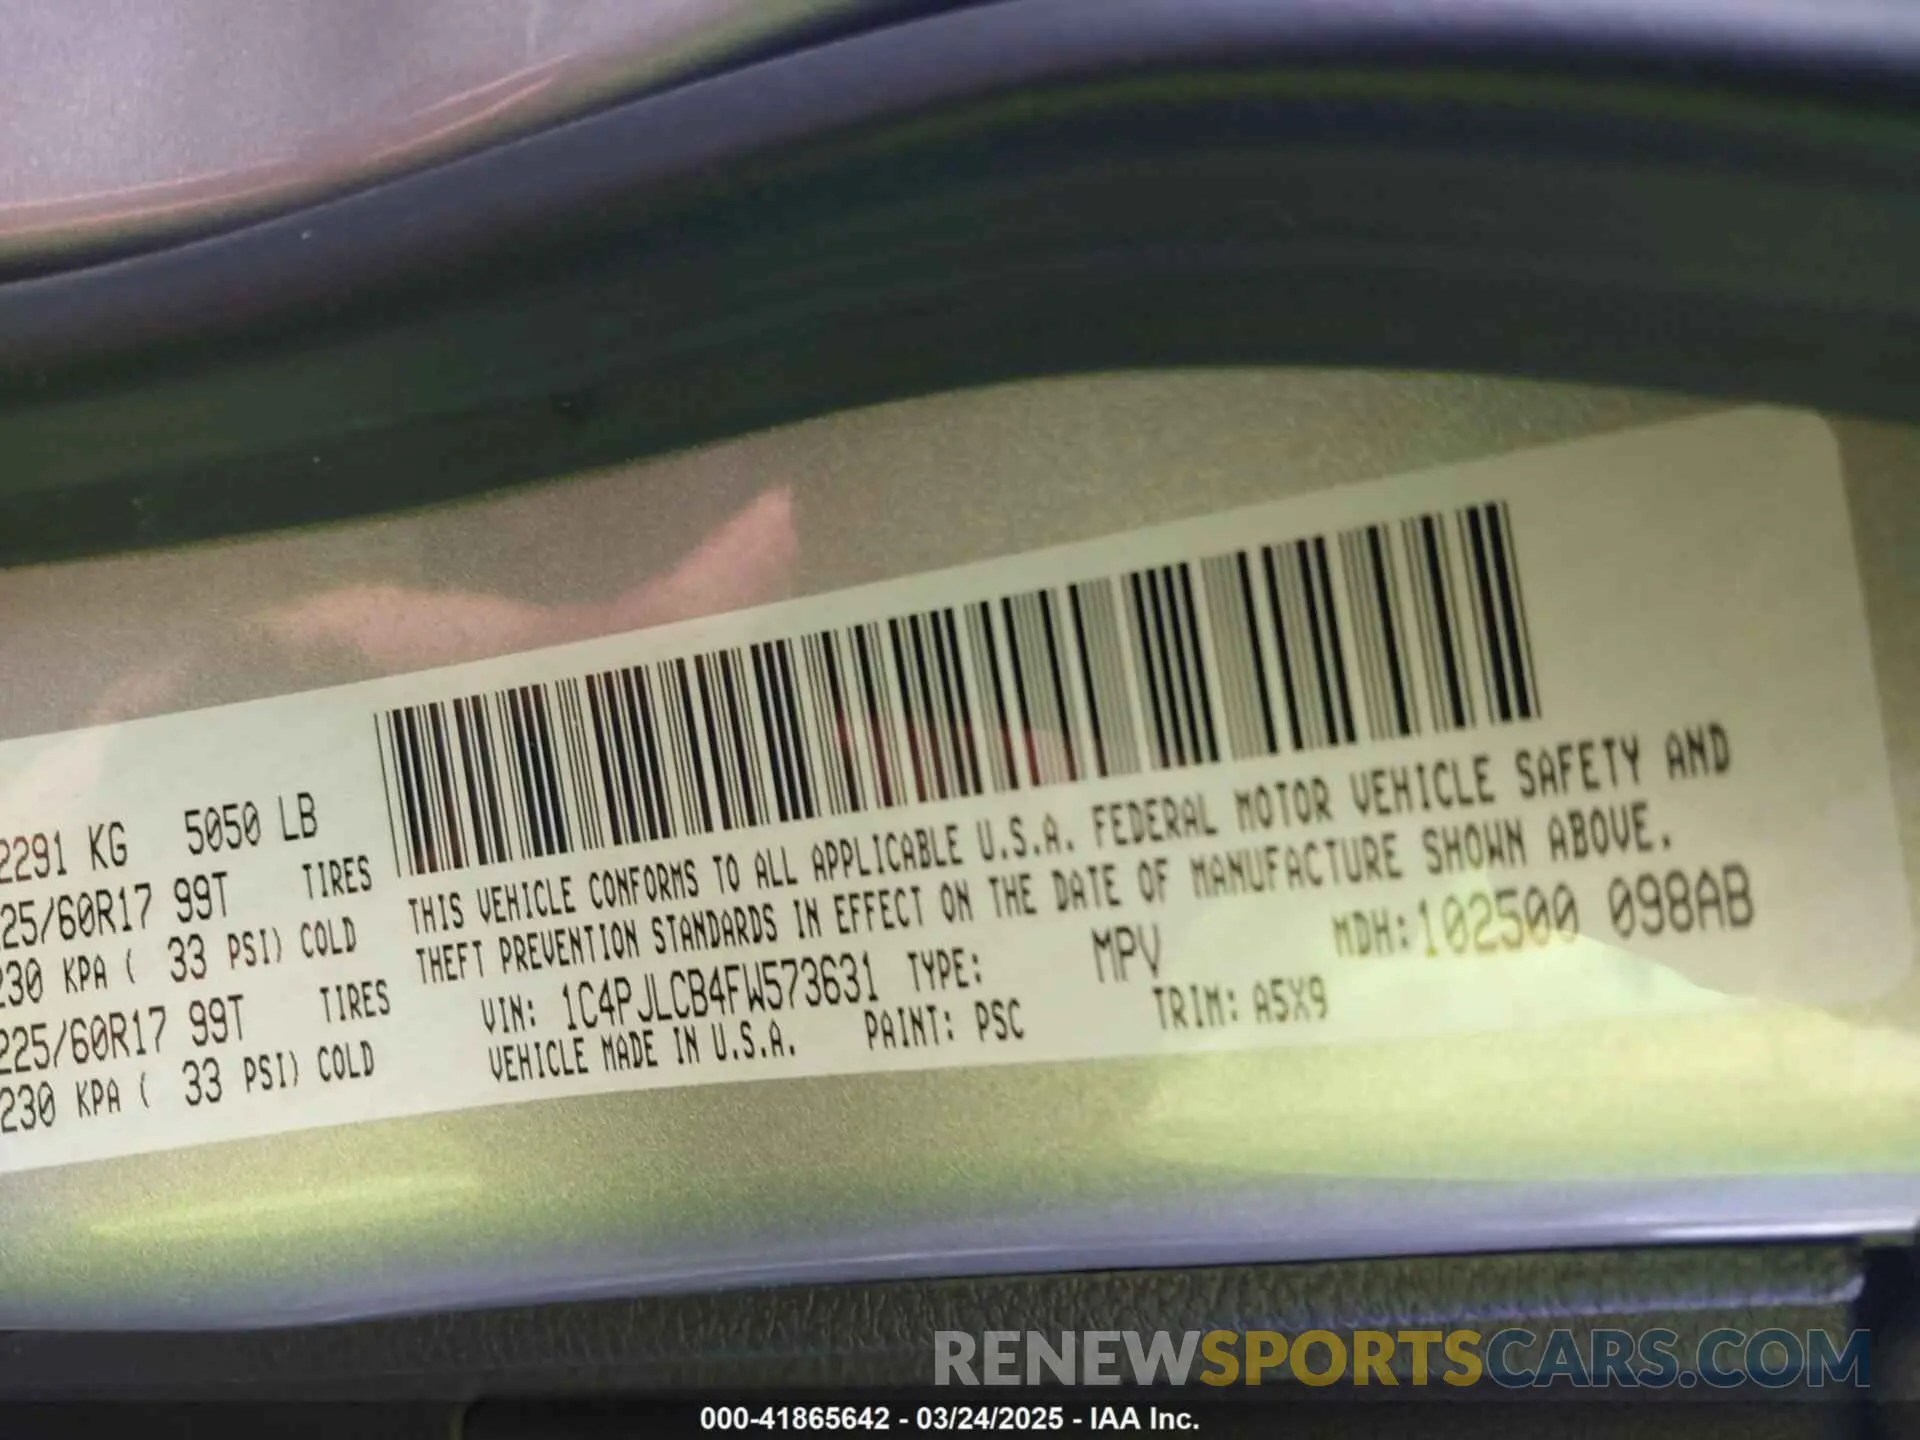 2291 KG 5050 LB
25/60R17 99T TIRES
230 KPA ( 33 PSI) COLD
225/60R17 99T TIRES
230 KPA ( 33 PSI) COLD
THIS VEHICLE CONFORMS TO ALL APPLICABLE U.S.A. FEDERAL MOTOR VEHICLE SAFETY AND
THEFT PREVENTION STANDARDS IN EFFECT ON THE DATE OF MANUFACTURE SHOWN ABOVE.
MDH:102500 098AB
VIN: 1C4PJLCB4FW573631 TYPE: MPV
VEHICLE MADE IN U.S.A. PAINT: PSC TRIM: A5X9
RENEWSPORTSCARS.COM
000-41865642 - 03/24/2025 - IAA Inc.